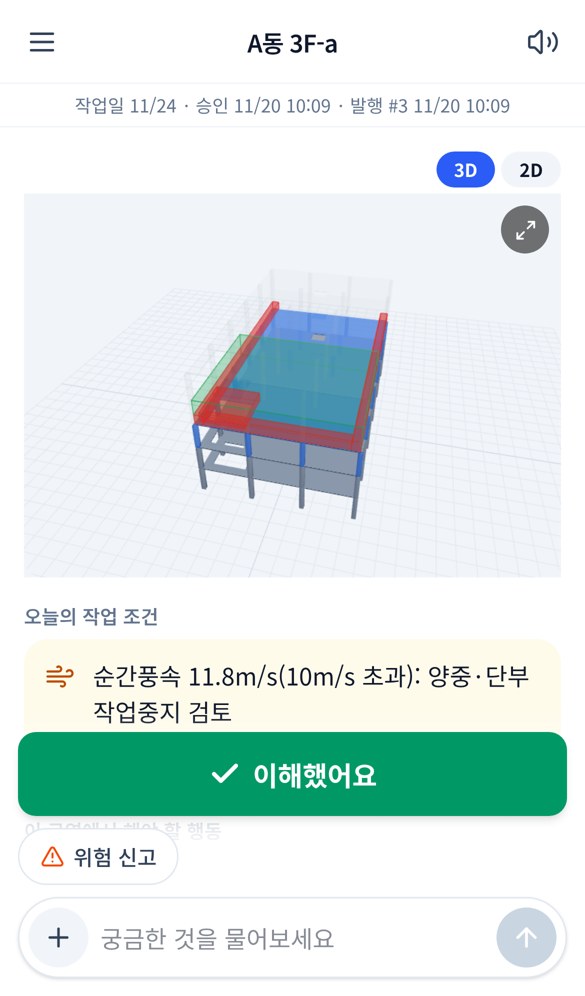 A동 3F-a
작업일 11/24 · 승인 11/20 10:09 · 발행 #3 11/20 10:09
3D 2D
오늘의 작업 조건
순간풍속 11.8m/s(10m/s 초과): 양중·단부
작업중지 검토
이해했어요
할 행동
위험 신고
궁금한 것을 물어보세요